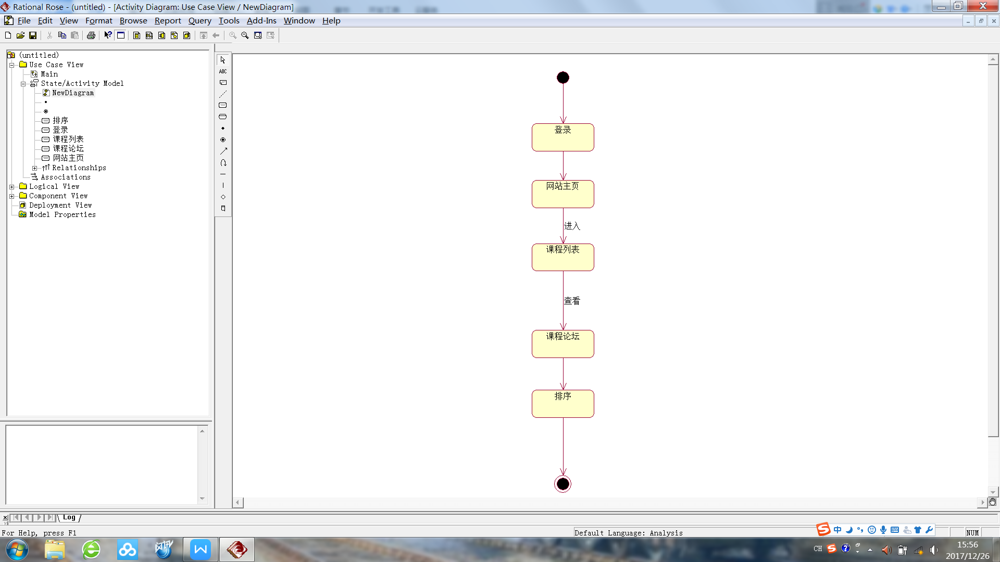 Rational Rose - (untitled) - [Activity Diagram: Use Case View / NewDiagram]
File Edit View Format Browse Report Query Tools Add-Ins Window Help
(untitled)
Use Case View
Main
State/Activity Model
NewDiagram
排序
登录
课程列表
课程论坛
网站主页
Relationships
Associations
Logical View
Component View
Deployment View
Model Properties
ABC
登录
网站主页
进入
课程列表
查看
课程论坛
排序
Log
For Help, press F1
Default Language: Analysis
NUM
中
CH
15:56
2017/12/26